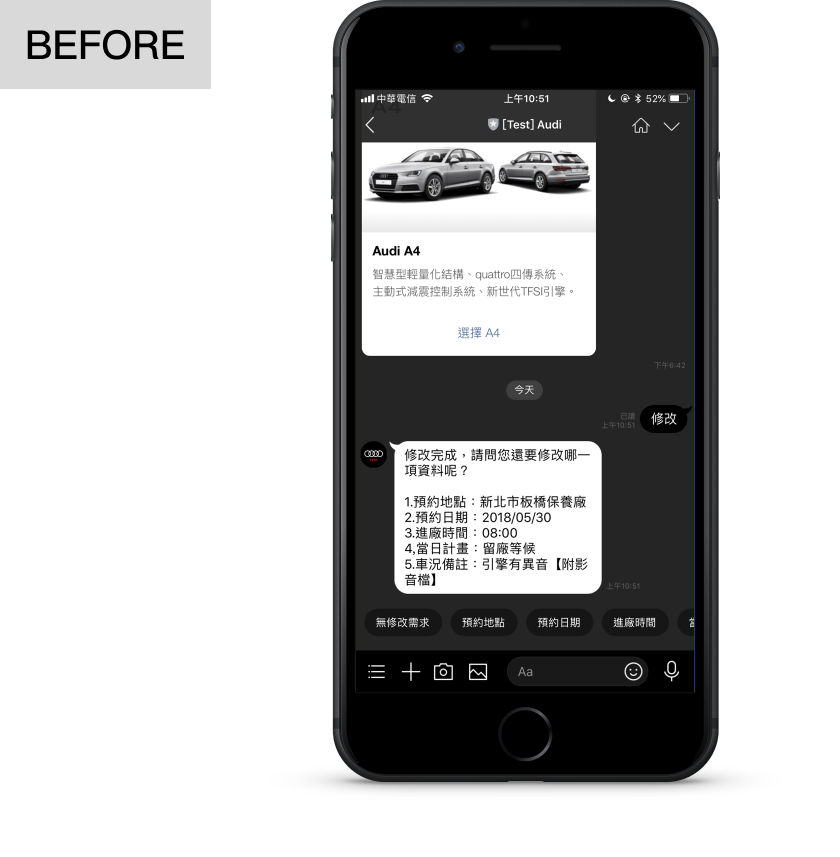 BEFORE
中華電信
上午10:51
52%
A4
[Test] Audi
Audi A4
智慧型輕量化結構、quattro四傳系統、
主動式減震控制系統、新世代TFSI引擎。
選擇 A4
下午6:42
今天
已讀
上午10:51
修改
修改完成，請問您還要修改哪一
項資料呢？
1.預約地點：新北市板橋保養廠
2.預約日期：2018/05/30
3.進廠時間：08:00
4,當日計畫：留廠等候
5.車況備註：引擎有異音【附影
音檔】
上午10:51
無修改需求
預約地點
預約日期
進廠時間
Aa